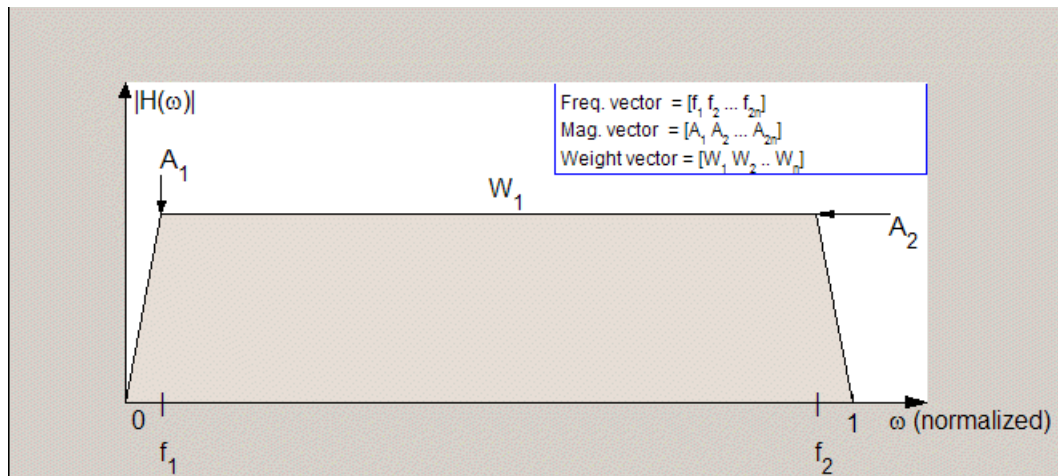 |H(ω)|
Freq. vector = [f₁ f₂ ... f₂ₙ]
Mag. vector = [A₁ A₂ ... A₂ₙ]
Weight vector = [W₁ W₂ .. Wₙ]
A₁
W₁
A₂
0
1
ω (normalized)
f₁
f₂